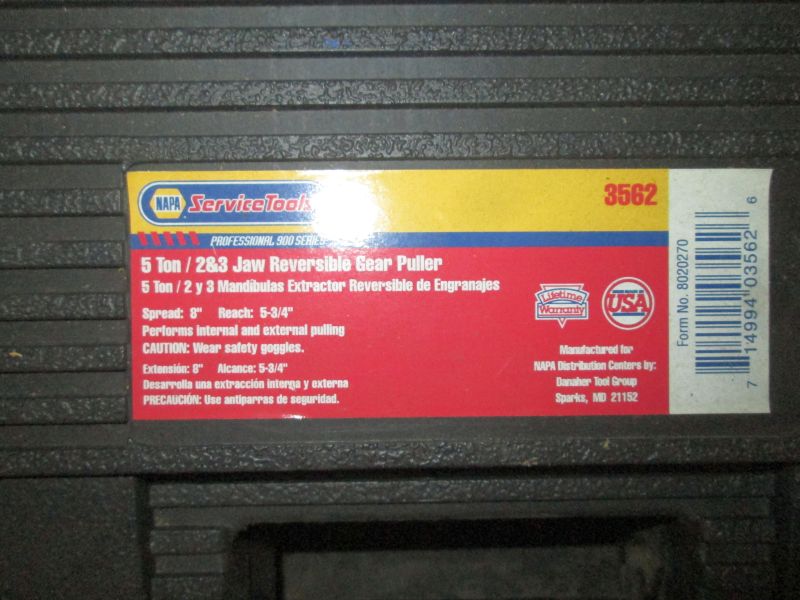 NAPA ServiceTools
3562
PROFESSIONAL 900 SERIES
5 Ton / 2&3 Jaw Reversible Gear Puller
5 Ton / 2 y 3 Mandíbulas Extractor Reversible de Engranajes
Spread: 8" Reach: 5-3/4"
Performs internal and external pulling
CAUTION: Wear safety goggles.
Extensión: 8" Alcance: 5-3/4"
Desarrolla una extracción interna y externa
PRECAUCIÓN: Use antiparras de seguridad.
Lifetime
Warranty
USA
Manufactured for
NAPA Distribution Centers by:
Danaher Tool Group
Sparks, MD 21152
Form No. 8020270
7 14994 03562 6